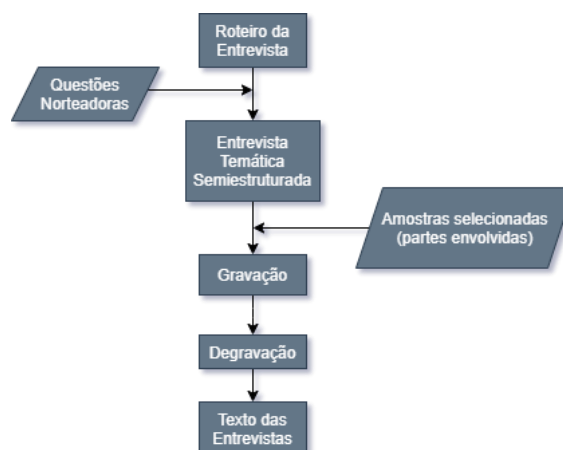 Roteiro da
Entrevista
Questões
Norteadoras
Entrevista
Temática
Semiestruturada
Amostras selecionadas
(partes envolvidas)
Gravação
Degravação
Texto das
Entrevistas